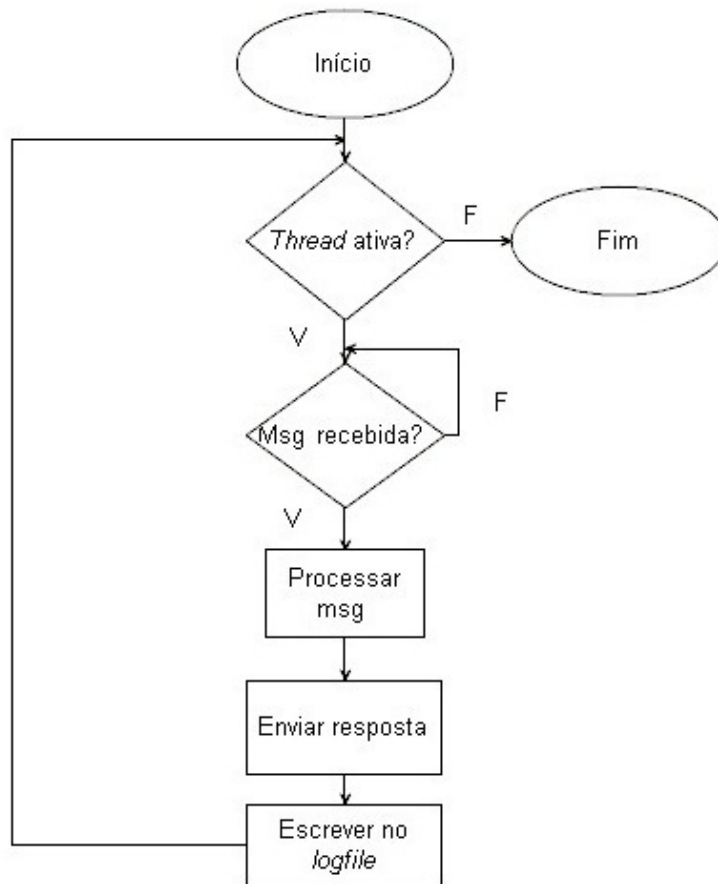 Início
Thread ativa?
F
Fim
V
Msg recebida?
F
V
Processar
msg
Enviar resposta
Escrever no
logfile